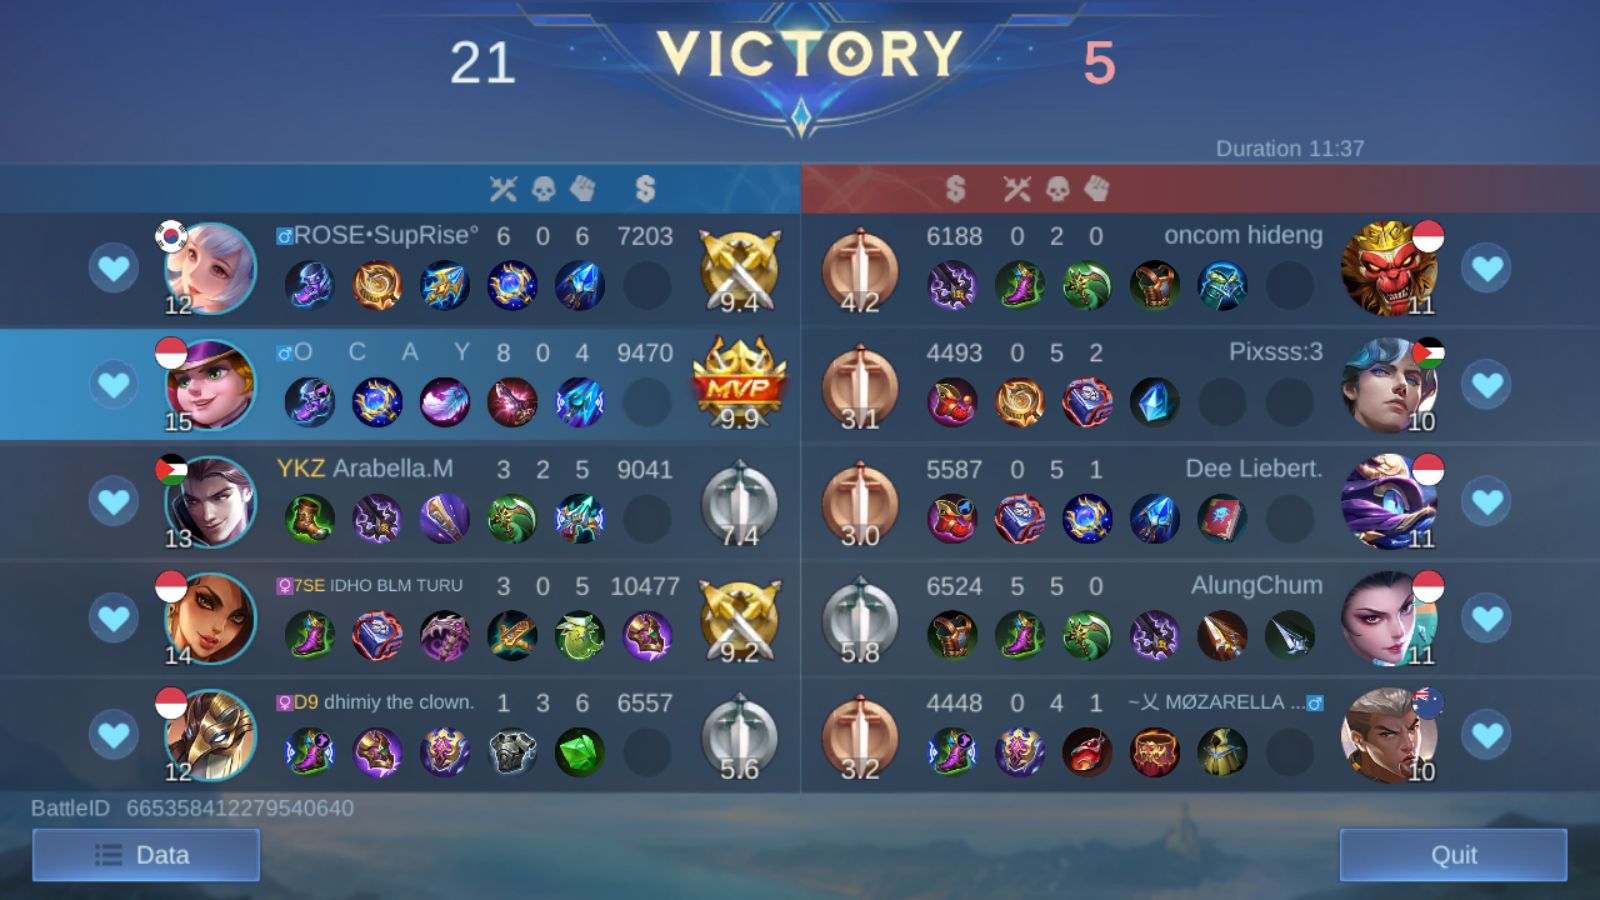 21 VICTORY 5
Duration 11:37
12 ROSE•SupRise° 6 0 6 7203 9.4
4.2 6188 0 2 0 oncom hideng 11
15 O C A Y 8 0 4 9470 MVP 9.9
3.1 4493 0 5 2 Pixsss:3 10
13 YKZ Arabella.M 3 2 5 9041 7.4
3.0 5587 0 5 1 Dee Liebert. 11
14 7SE IDHO BLM TURU 3 0 5 10477 9.2
5.8 6524 5 5 0 AlungChum 11
12 D9 dhimiy the clown. 1 3 6 6557 5.6
3.2 4448 0 4 1 ~乂 MØZARELLA ... 10
BattleID 665358412279540640
Data
Quit